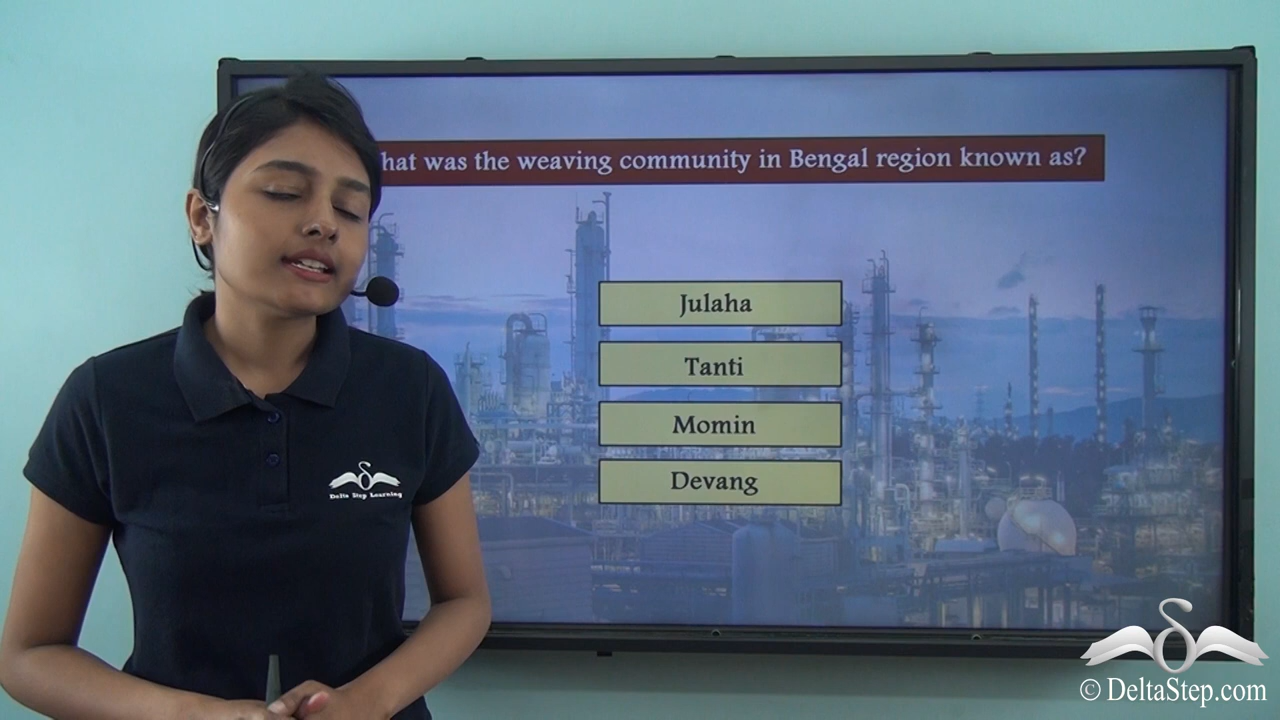 hat was the weaving community in Bengal region known as?
Julaha
Tanti
Momin
Devang
Delta Step Learning
© DeltaStep.com